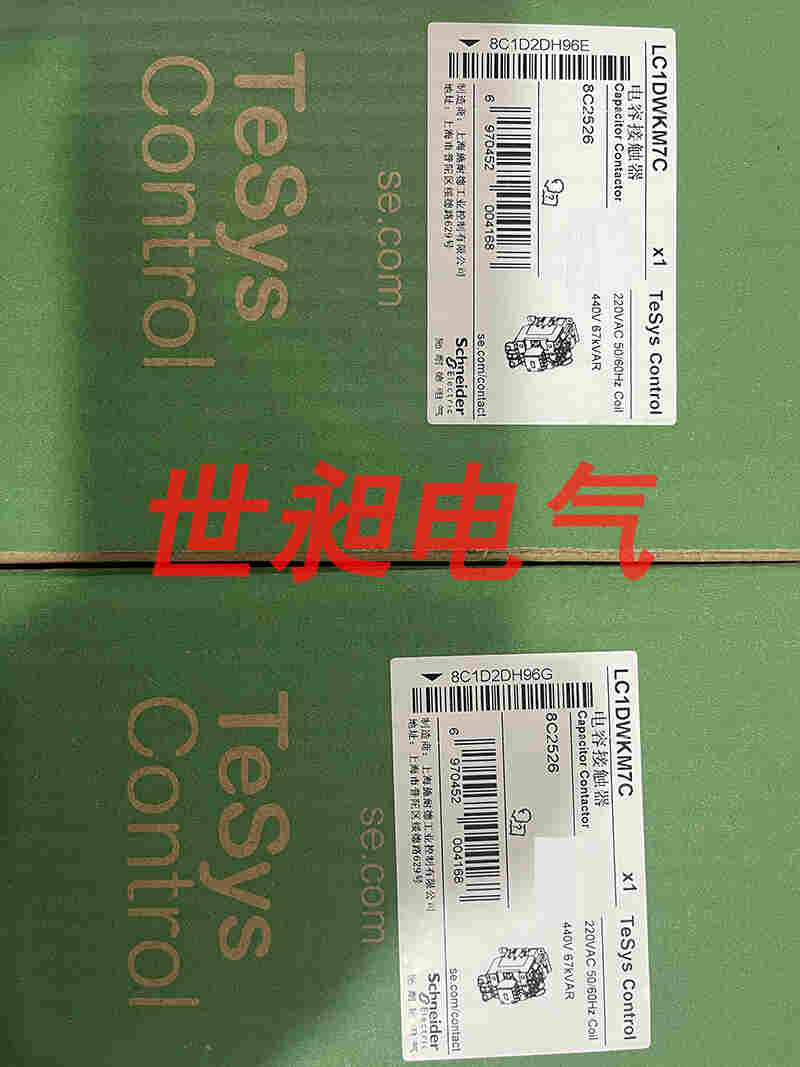 TeSys
Control
se.com
LC1DWKM7C
x1
TeSys Control
电容接触器
Capacitor Contactor
220VAC 50/60Hz Coil
440V 67kVAR
8C2526
8C1D2DH96E
6 970452 004168
制造商：上海施耐德工业控制有限公司
地址：上海市普陀区绥德路629号
se.com/contact
Schneider
Electric
施耐德电气
世昶电气
TeSys
Control
se.com
LC1DWKM7C
x1
TeSys Control
电容接触器
Capacitor Contactor
220VAC 50/60Hz Coil
440V 67kVAR
8C2526
8C1D2DH96G
6 970452 004168
制造商：上海施耐德工业控制有限公司
地址：上海市普陀区绥德路629号
se.com/contact
Schneider
Electric
施耐德电气